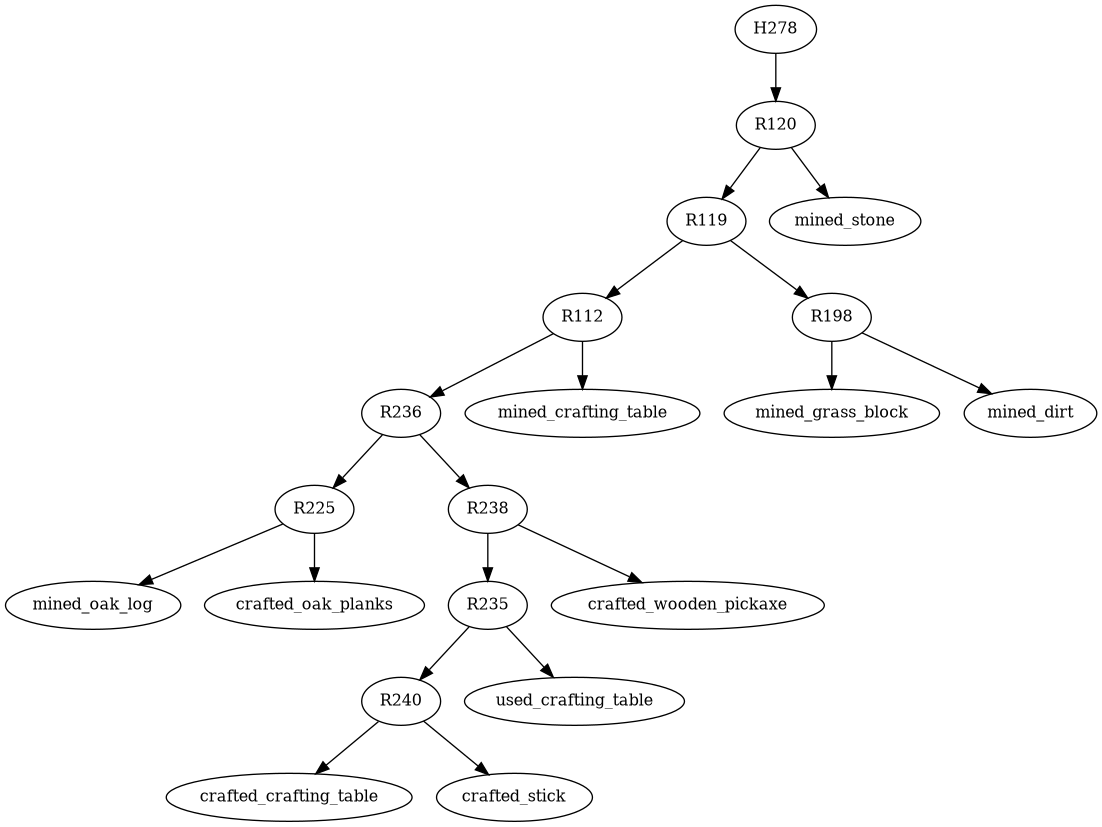 H278
R120
R119
mined_stone
R112
R198
R236
mined_crafting_table
mined_grass_block
mined_dirt
R225
R238
mined_oak_log
crafted_oak_planks
R235
crafted_wooden_pickaxe
R240
used_crafting_table
crafted_crafting_table
crafted_stick